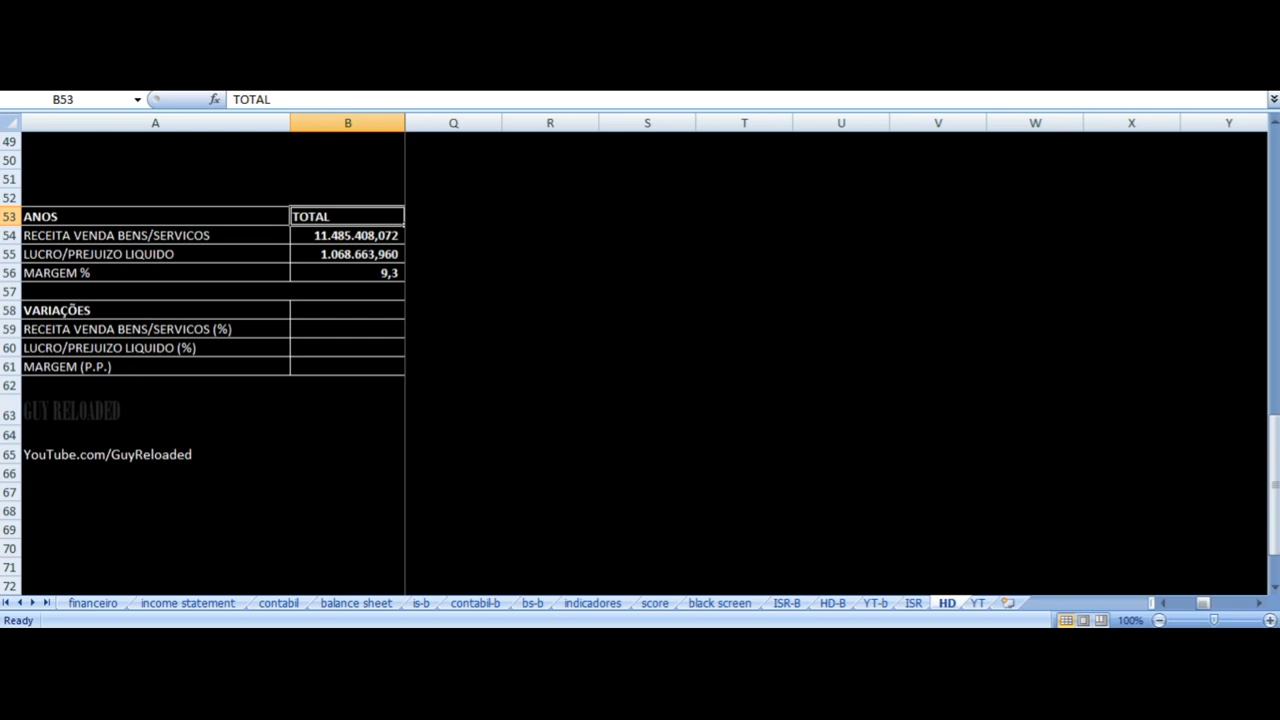 B53 fx TOTAL
A B Q R S T U V W X Y
49
50
51
52
53 ANOS TOTAL
54 RECEITA VENDA BENS/SERVICOS 11.485.408,072
55 LUCRO/PREJUIZO LIQUIDO 1.068.663,960
56 MARGEM % 9,3
57
58 VARIAÇÕES
59 RECEITA VENDA BENS/SERVICOS (%)
60 LUCRO/PREJUIZO LIQUIDO (%)
61 MARGEM (P.P.)
62
63 GUY RELOADED
64
65 YouTube.com/GuyReloaded
66
67
68
69
70
71
72
financeiro income statement contabil balance sheet is-b contabil-b bs-b indicadores score black screen ISR-B HD-B YT-b ISR HD YT
Ready 100%